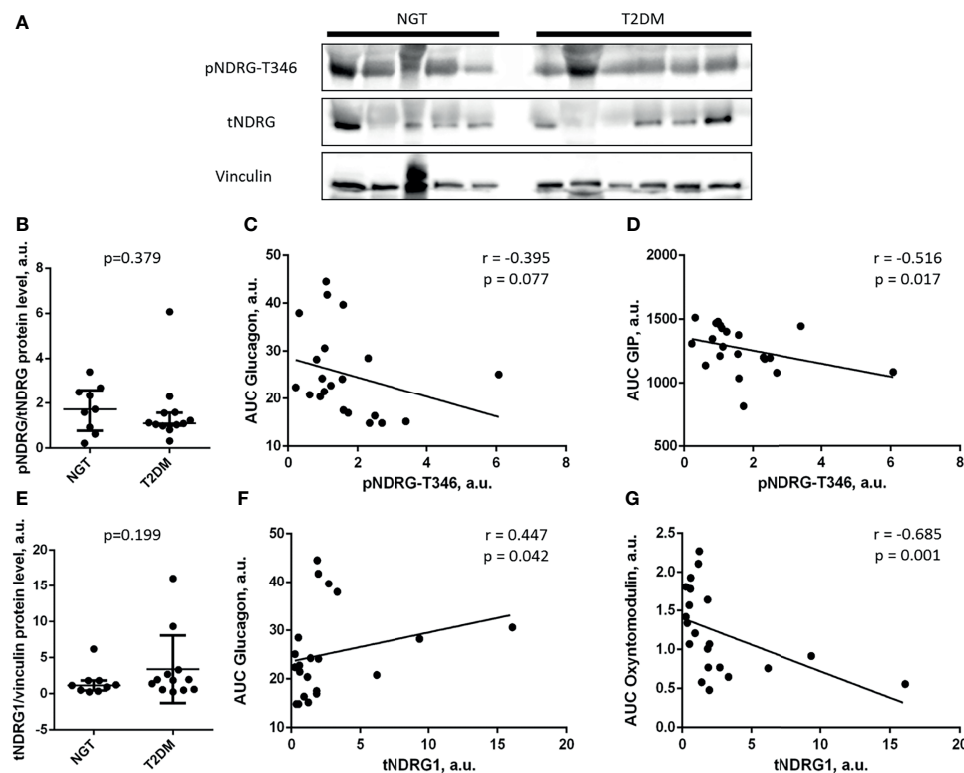 A
NGT
T2DM
pNDRG-T346
tNDRG
Vinculin
B
pNDRG/tNDRG protein level, a.u.
p=0.379
8
6
4
2
0
NGT
T2DM
C
AUC Glucagon, a.u.
r = -0.395
p = 0.077
50
40
30
20
10
0
2
4
6
8
pNDRG-T346, a.u.
D
AUC GIP, a.u.
r = -0.516
p = 0.017
2000
1500
1000
500
0
2
4
6
8
pNDRG-T346, a.u.
E
tNDRG1/vinculin protein level, a.u.
p=0.199
20
15
10
5
0
-5
NGT
T2DM
F
AUC Glucagon, a.u.
r = 0.447
p = 0.042
50
40
30
20
10
0
5
10
15
20
tNDRG1, a.u.
G
AUC Oxyntomodulin, a.u.
r = -0.685
p = 0.001
2.5
2.0
1.5
1.0
0.5
0.0
0
5
10
15
20
tNDRG1, a.u.